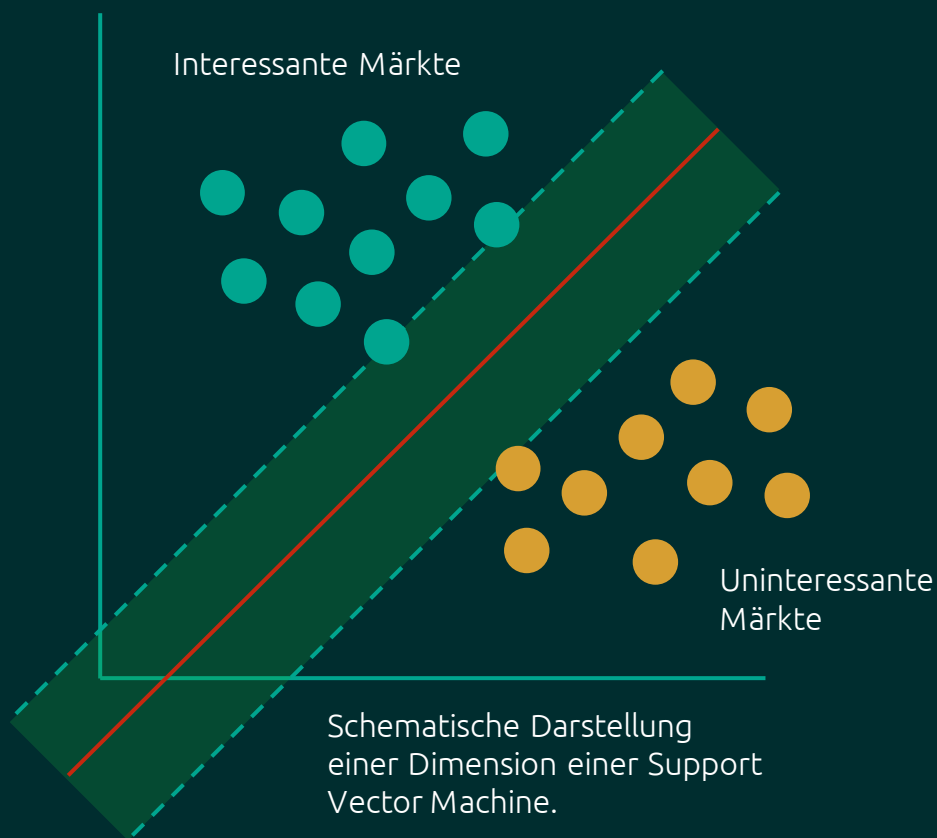 Interessante Märkte
Uninteressante
Märkte
Schematische Darstellung
einer Dimension einer Support
Vector Machine.